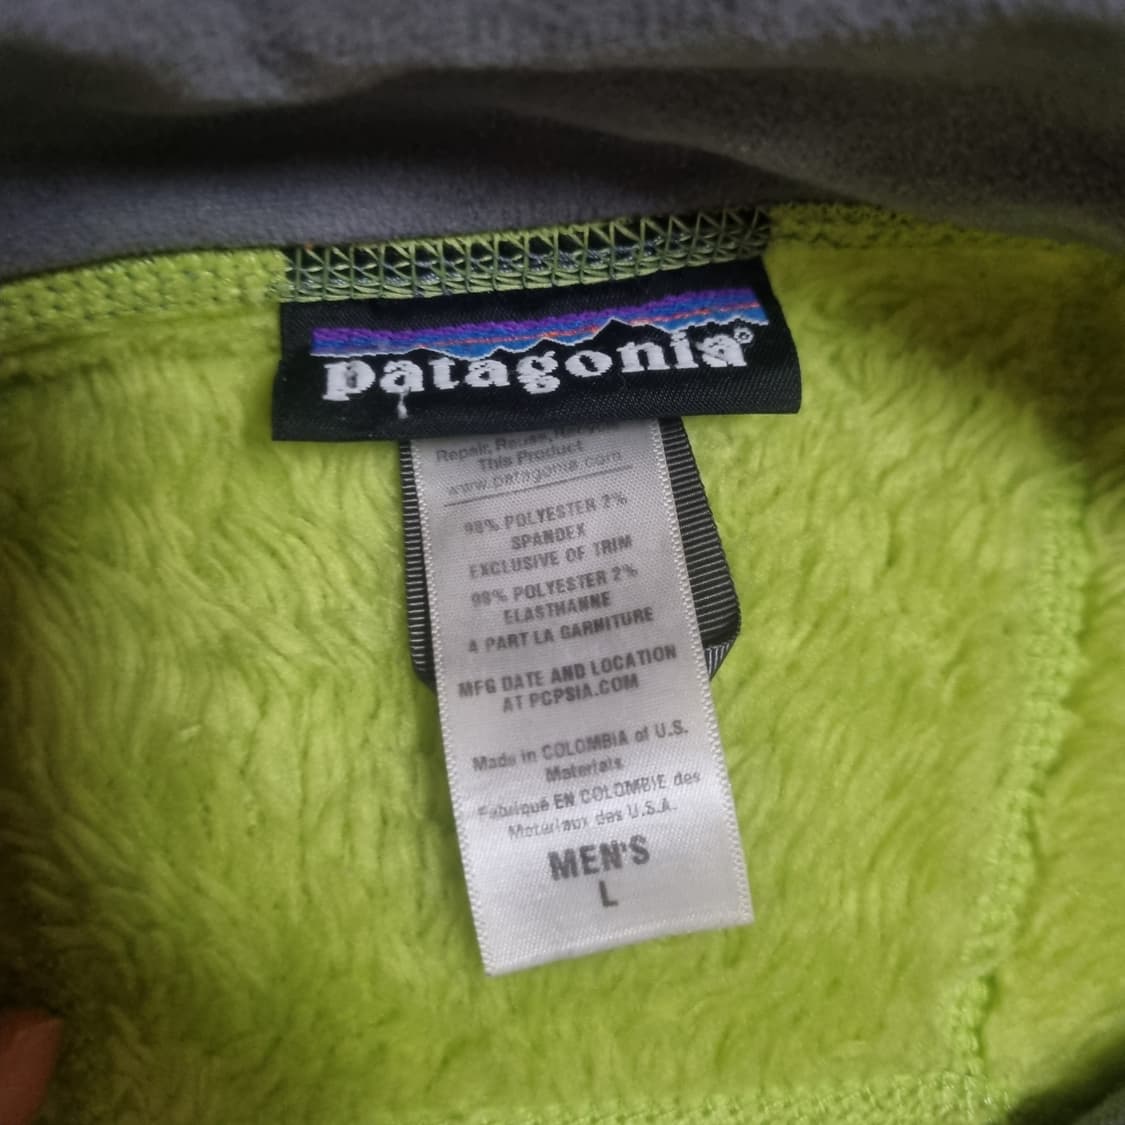 patagonia®
Repair, Reuse, Recycle
This Product
www.patagonia.com
98% POLYESTER 2%
SPANDEX
EXCLUSIVE OF TRIM
98% POLYESTER 2%
ELASTHANNE
A PART LA GARNITURE
MFG DATE AND LOCATION
AT PCPSIA.COM
Made in COLOMBIA of U.S.
Materials
Fabriqué EN COLOMBIE des
Materiaux des U.S.A.
MEN'S
L